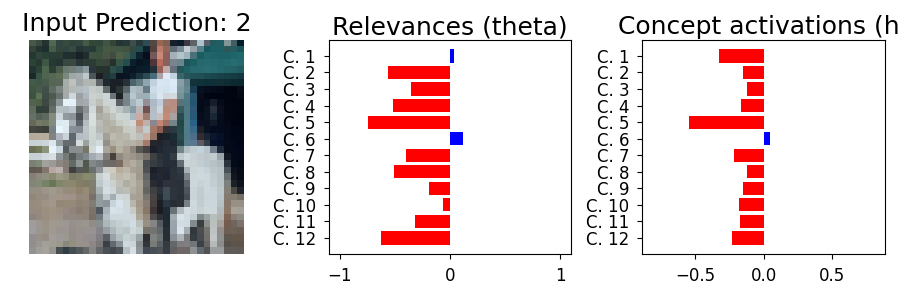 Input Prediction: 2
Relevances (theta)
C. 1
C. 2
C. 3
C. 4
C. 5
C. 6
C. 7
C. 8
C. 9
C. 10
C. 11
C. 12
−1
0
1
Concept activations (h
C. 1
C. 2
C. 3
C. 4
C. 5
C. 6
C. 7
C. 8
C. 9
C. 10
C. 11
C. 12
−0.5
0.0
0.5